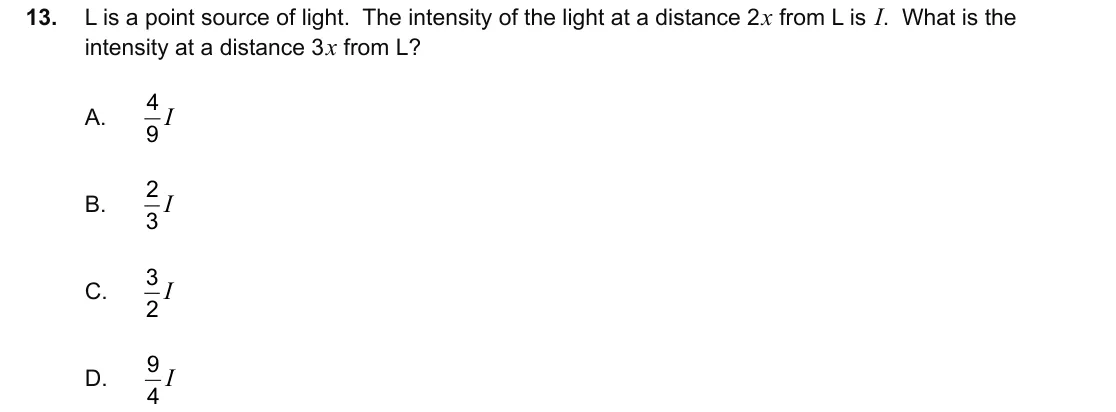 13. L is a point source of light. The intensity of the light at a distance 2x from L is I. What is the
intensity at a distance 3x from L?
A. 4/9 I
B. 2/3 I
C. 3/2 I
D. 9/4 I